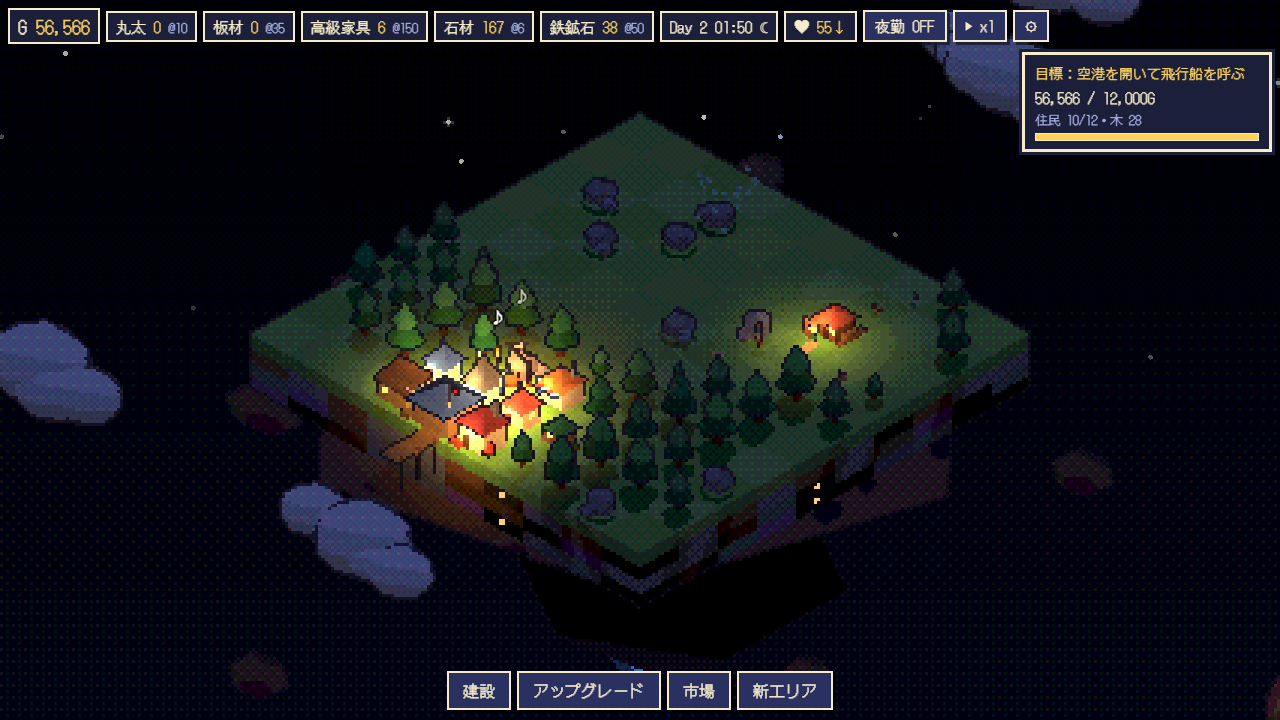 G 56,566 丸太 0 @10 板材 0 @35 高級家具 6 @150 石材 167 @6 鉄鉱石 38 @50 Day 2 01:50 ☾ ♥ 55↓ 夜勤 OFF ▶ x1 ⚙
目標：空港を開いて飛行船を呼ぶ
56,566 / 12,000G
住民 10/12・木 28
建設 アップグレード 市場 新エリア